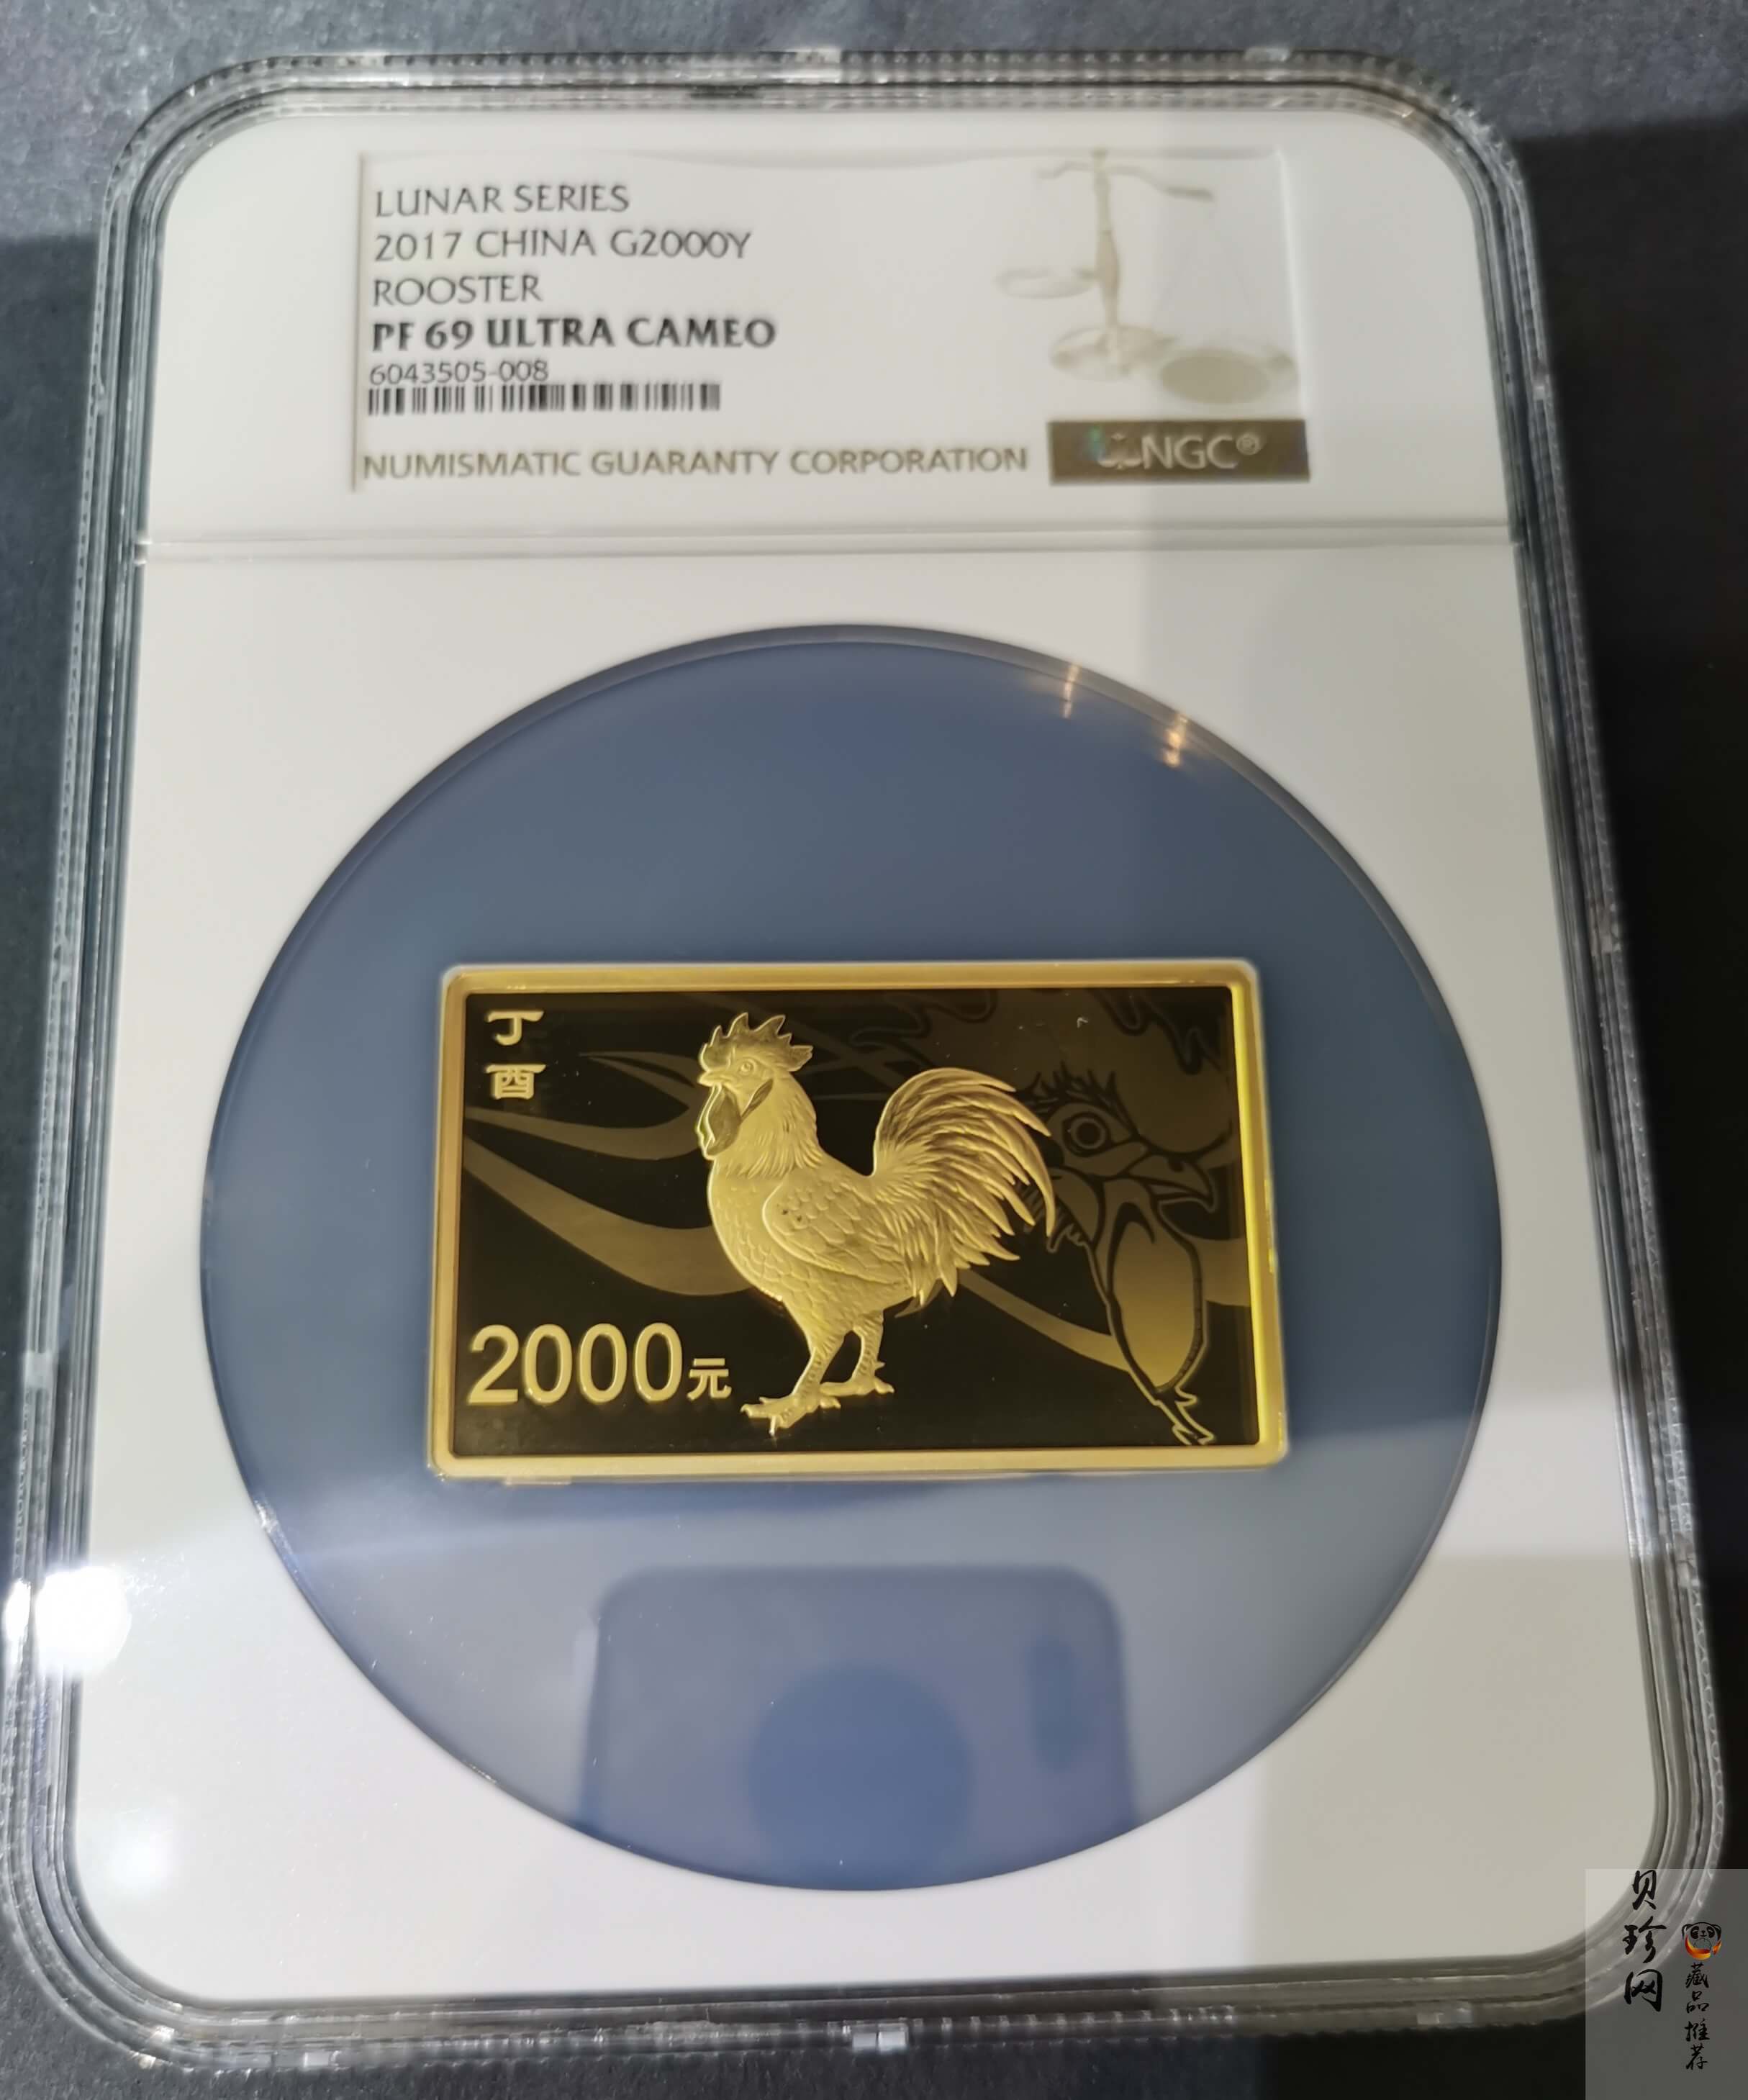 LUNAR SERIES
2017 CHINA G2000Y
ROOSTER
PF 69 ULTRA CAMEO
6043505-008
NUMISMATIC GUARANTY CORPORATION
NGC®
丁
酉
2000元
贝珍网
藏品推荐